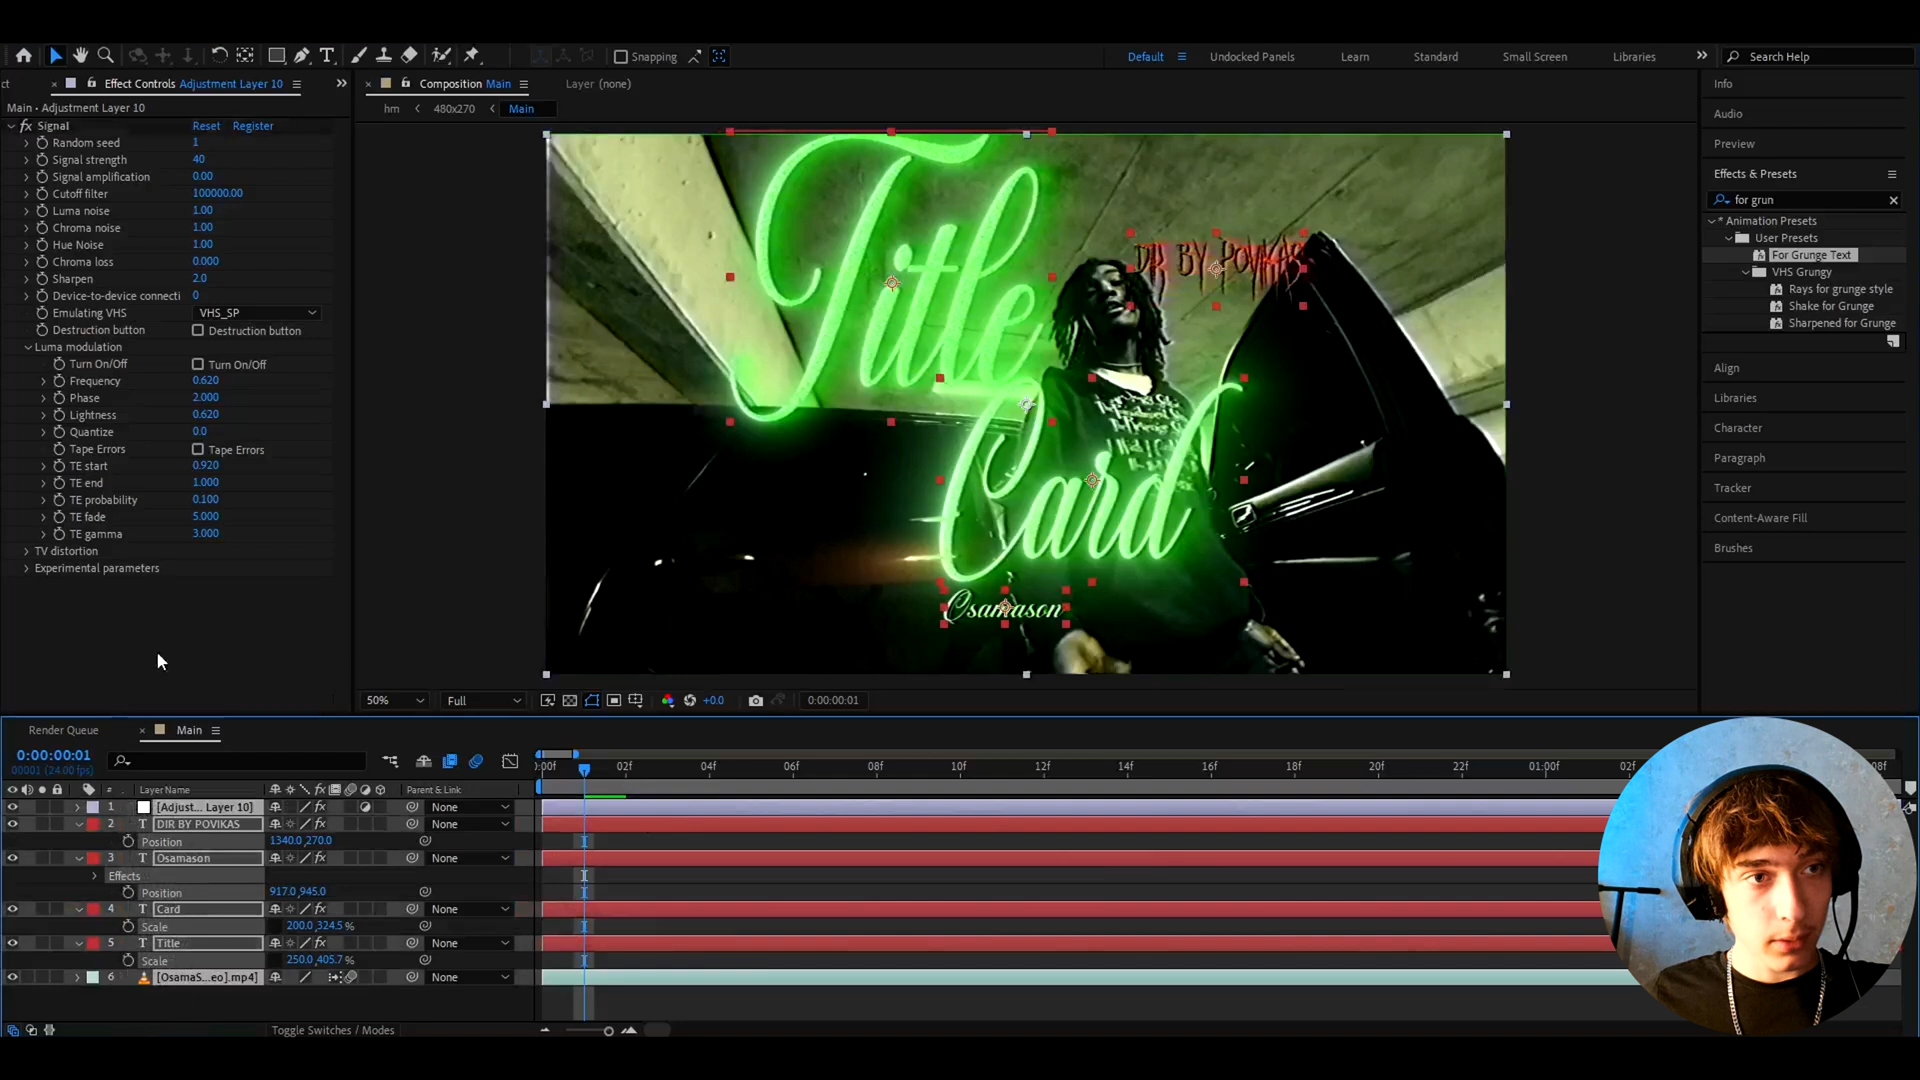 Snapping
Default
Undocked Panels
Learn
Standard
Small Screen
Libraries
Search Help
ct
Effect Controls Adjustment Layer 10
Composition Main
Layer (none)
Info
Main • Adjustment Layer 10
hm
480x270
Main
Audio
fx Signal Reset Register
Random seed 1
Signal strength 40
Signal amplification 0.00
Cutoff filter 100000.00
Luma noise 1.00
Chroma noise 1.00
Hue Noise 1.00
Chroma loss 0.000
Sharpen 2.0
Device-to-device connecti 0
Emulating VHS VHS_SP
Destruction button Destruction button
Luma modulation
Turn On/Off Turn On/Off
Frequency 0.620
Phase 2.000
Lightness 0.620
Quantize 0.0
Tape Errors Tape Errors
TE start 0.920
TE end 1.000
TE probability 0.100
TE fade 5.000
TE gamma 3.000
TV distortion
Experimental parameters
Title
Card
DIR BY POVIKAS
Osamason
Preview
Effects & Presets
for grun
* Animation Presets
User Presets
For Grunge Text
VHS Grungy
Rays for grunge style
Shake for Grunge
Sharpened for Grunge
Align
Libraries
Character
Paragraph
Tracker
Content-Aware Fill
Brushes
50%
Full
+0.0
0:00:00:01
Render Queue
Main
0:00:00:01
00001 (24.00 fps)
:00f 02f 04f 06f 08f 10f 12f 14f 16f 18f 20f 22f 01:00f 02f 08f
# Layer Name Parent & Link
1 [Adjust... Layer 10] fx None
2 T DIR BY POVIKAS fx None
Position 1340.0,270.0
3 T Osamason fx None
Effects
Position 917.0,945.0
4 T Card fx None
Scale 200.0,324.5 %
5 T Title fx None
Scale 250.0,405.7 %
6 [OsamaS...eo].mp4] None
Toggle Switches / Modes